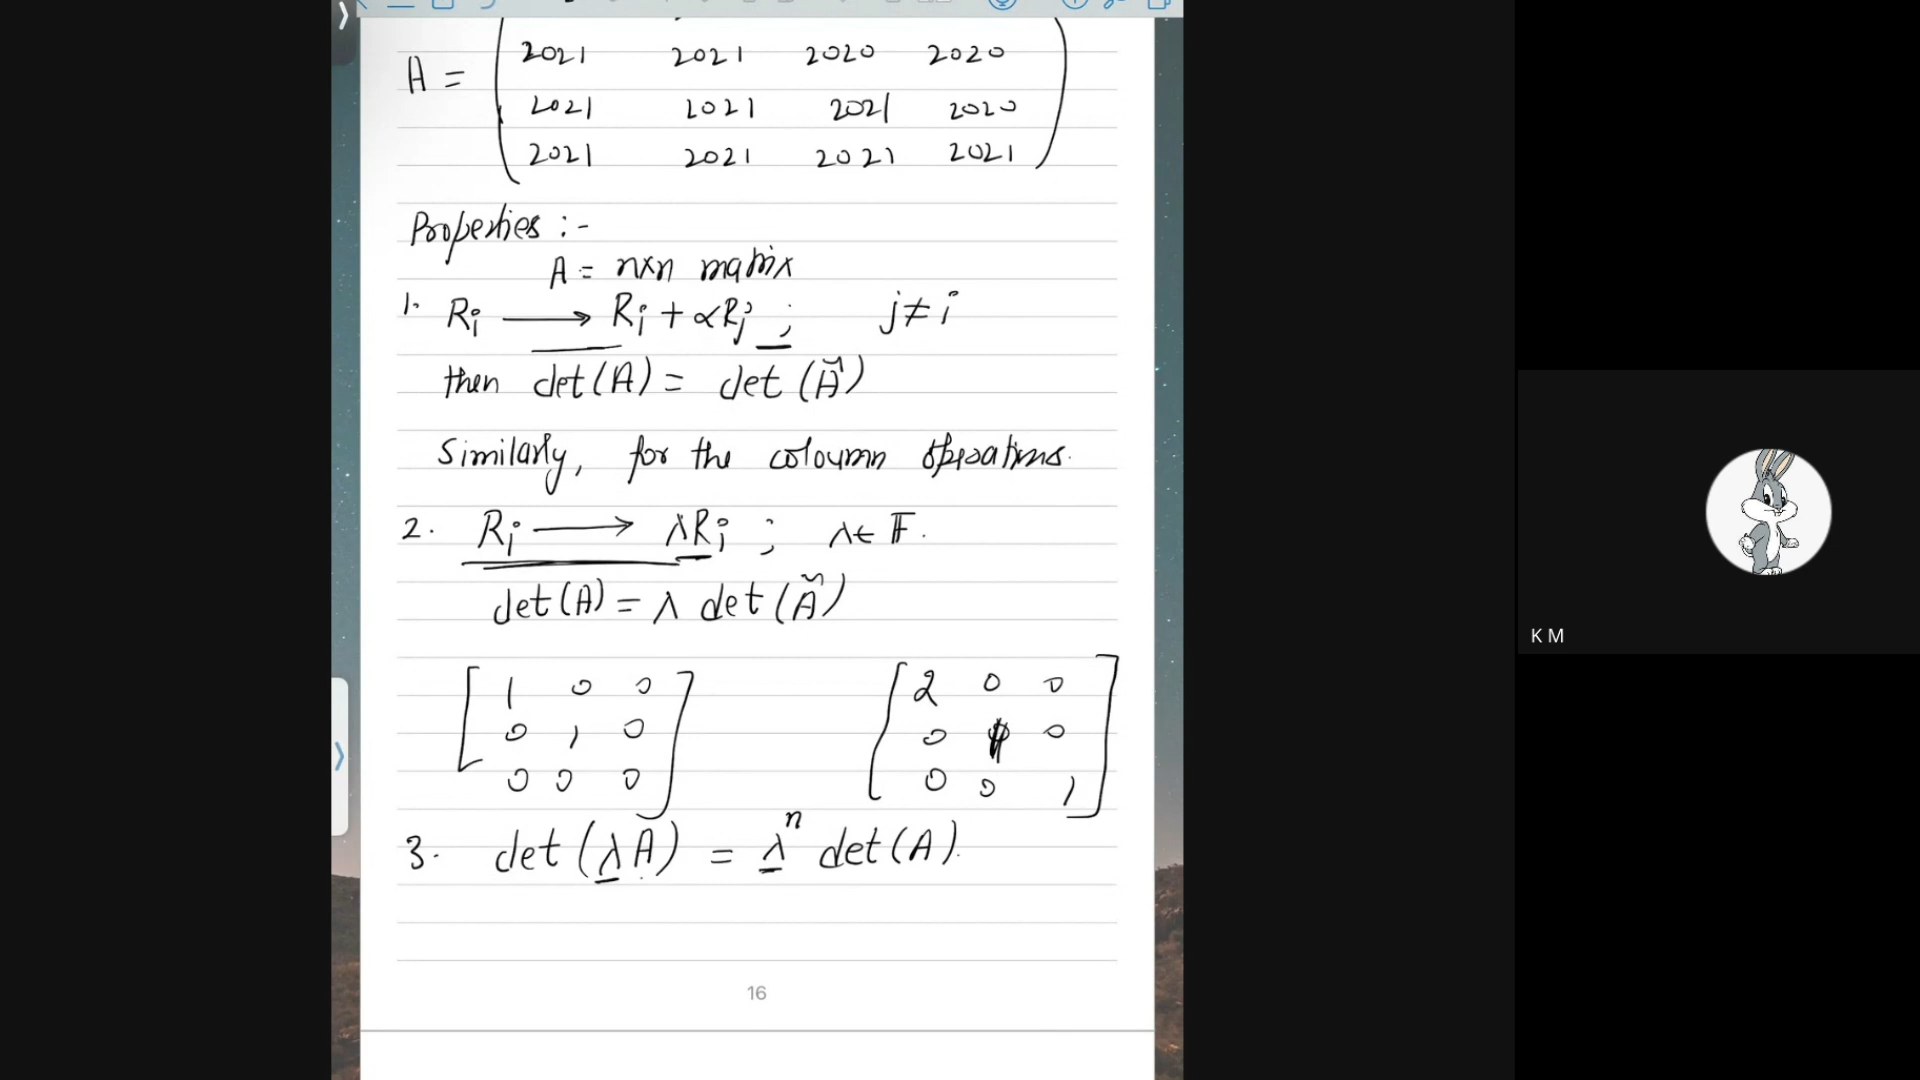 2021 2021 2020 2020
A =
2021 2021 2021 2020
2021 2021 2021 2021
Properties :-
A = n×n matrix
1. Ri ⟶ Ri + αRj ; j ≠ i
then det(A) = det(Ã)
Similarly, for the coloumn operations.
2. Ri ⟶ λRi ; λ ∈ F.
det(A) = λ det(Ã)
1 0 0
0 1 0
0 0 0
2 0 0
0 0
0 0 1
3. det(λA) = λⁿ det(A).
16
K M